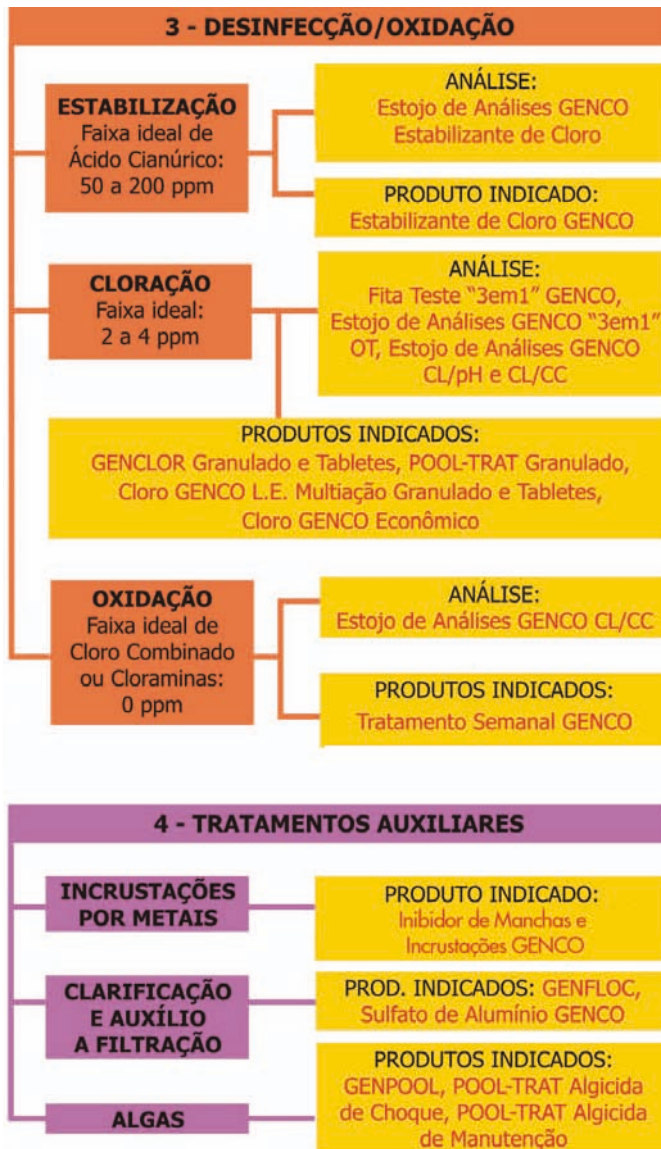 3 - DESINFECÇÃO/OXIDAÇÃO
ESTABILIZAÇÃO
Faixa ideal de
Ácido Cianúrico:
50 a 200 ppm
ANÁLISE:
Estojo de Análises GENCO
Estabilizante de Cloro
PRODUTO INDICADO:
Estabilizante de Cloro GENCO
CLORAÇÃO
Faixa ideal:
2 a 4 ppm
ANÁLISE:
Fita Teste “3em1” GENCO,
Estojo de Análises GENCO “3em1”
OT, Estojo de Análises GENCO
CL/pH e CL/CC
PRODUTOS INDICADOS:
GENCLOR Granulado e Tabletes, POOL-TRAT Granulado,
Cloro GENCO L.E. Multiação Granulado e Tabletes,
Cloro GENCO Econômico
OXIDAÇÃO
Faixa ideal de
Cloro Combinado
ou Cloraminas:
0 ppm
ANÁLISE:
Estojo de Análises GENCO CL/CC
PRODUTOS INDICADOS:
Tratamento Semanal GENCO
4 - TRATAMENTOS AUXILIARES
INCRUSTAÇÕES
POR METAIS
PRODUTO INDICADO:
Inibidor de Manchas e
Incrustações GENCO
CLARIFICAÇÃO
E AUXÍLIO
A FILTRAÇÃO
PROD. INDICADOS: GENFLOC,
Sulfato de Alumínio GENCO
ALGAS
PRODUTOS INDICADOS:
GENPOOL, POOL-TRAT Algicida
de Choque, POOL-TRAT Algicida
de Manutenção